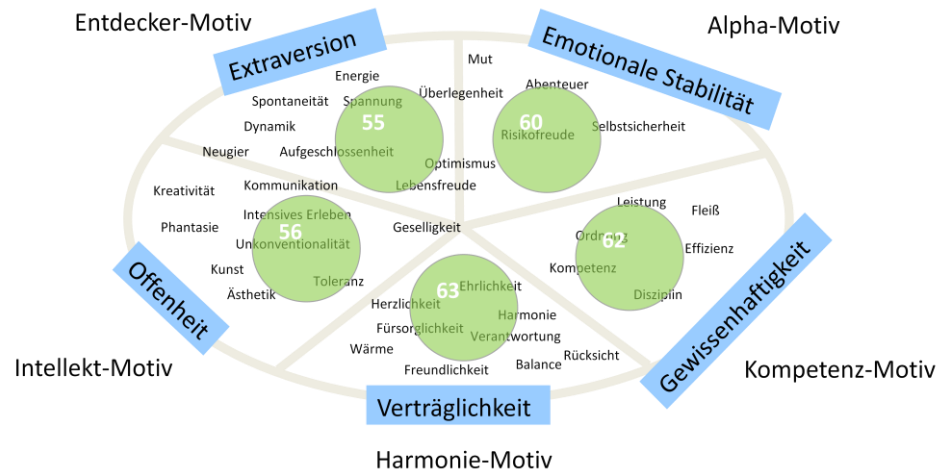 Entdecker-Motiv
Alpha-Motiv
Extraversion
Emotionale Stabilität
Mut
Energie
Abenteuer
Überlegenheit
Spontaneität
Spannung
55
60
Dynamik
Selbstsicherheit
Risikofreude
Neugier
Aufgeschlossenheit
Optimismus
Kommunikation
Lebensfreude
Kreativität
Leistung
Fleiß
Intensives Erleben
Phantasie
56
Geselligkeit
Ordnung
62
Unkonventionalität
Effizienz
Kunst
Kompetenz
Toleranz
Ästhetik
63
Ehrlichkeit
Disziplin
Herzlichkeit
Harmonie
Fürsorglichkeit
Verantwortung
Wärme
Rücksicht
Balance
Freundlichkeit
Offenheit
Gewissenhaftigkeit
Intellekt-Motiv
Kompetenz-Motiv
Verträglichkeit
Harmonie-Motiv